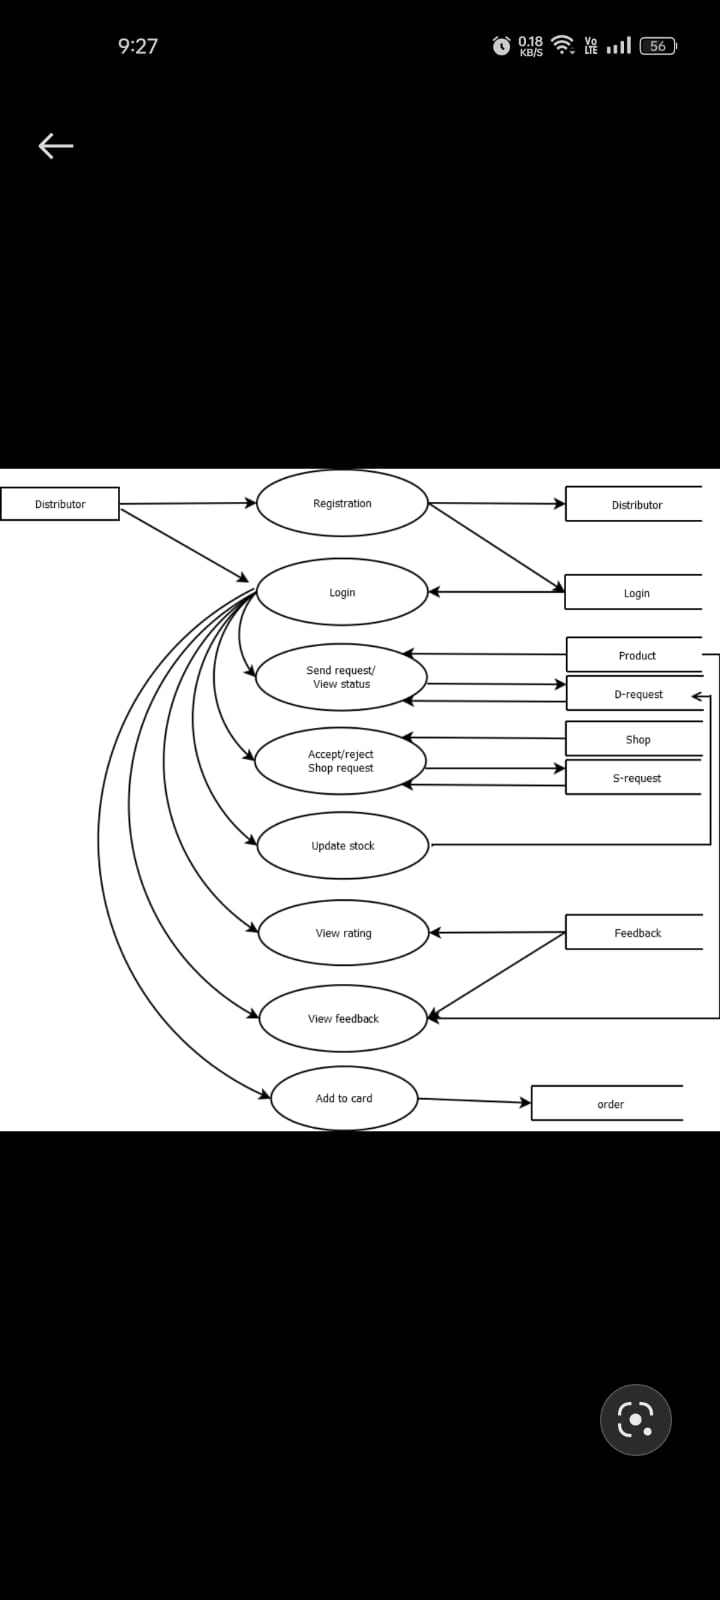 9:27
0.18
KB/S
Vo
LTE
56
Distributor
Registration
Distributor
Login
Login
Product
Send request/
View status
D-request
Shop
Accept/reject
Shop request
S-request
Update stock
View rating
Feedback
View feedback
Add to card
order